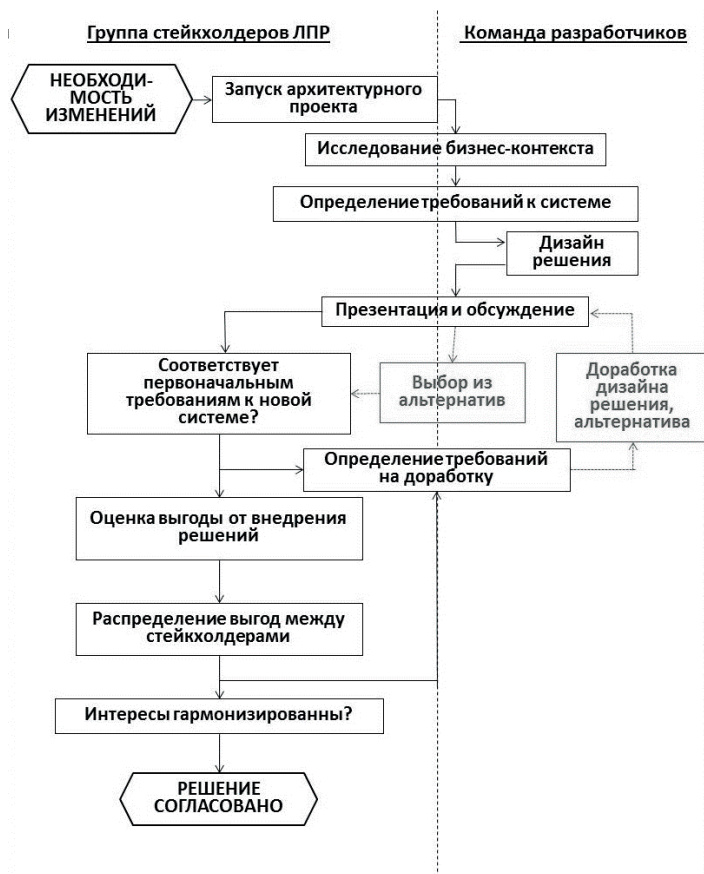 Группа стейкхолдеров ЛПР
Команда разработчиков
НЕОБХОДИ-
МОСТЬ
ИЗМЕНЕНИЙ
Запуск архитектурного
проекта
Исследование бизнес-контекста
Определение требований к системе
Дизайн
решения
Презентация и обсуждение
Соответствует
первоначальным
требованиям к новой
системе?
Выбор из
альтернатив
Доработка
дизайна
решения,
альтернатива
Определение требований
на доработку
Оценка выгоды от внедрения
решений
Распределение выгод между
стейкхолдерами
Интересы гармонизированны?
РЕШЕНИЕ
СОГЛАСОВАНО